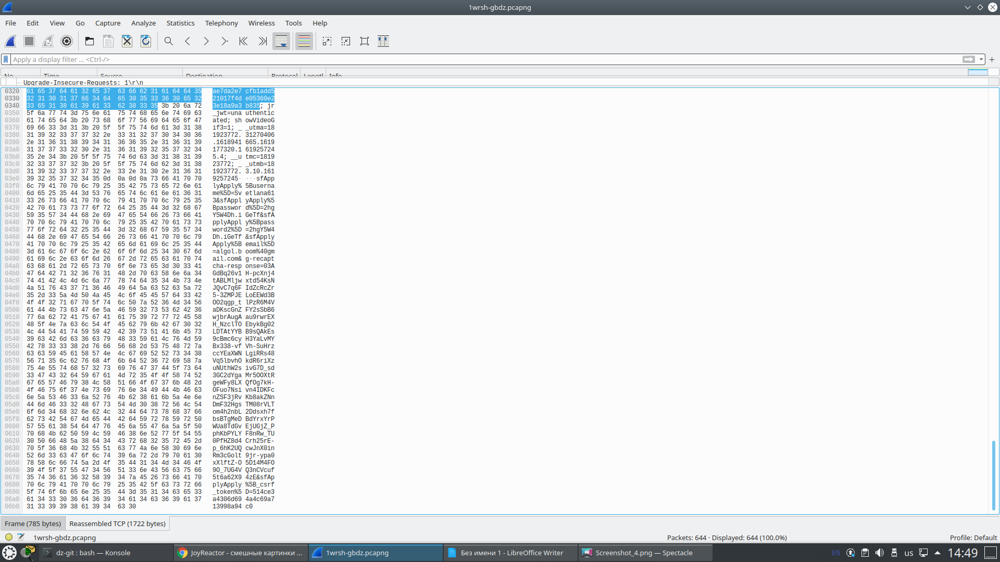 1wrsh-gbdz.pcapng
File Edit View Go Capture Analyze Statistics Telephony Wireless Tools Help
Apply a display filter ... <Ctrl-/>
No. Time Source Destination Protocol Length Info
Upgrade-Insecure-Requests: 1\r\n
0320 61 65 37 64 61 32 65 37 63 66 62 31 61 64 64 35 ae7da2e7 cfb1add5
0330 32 31 30 31 37 66 34 64 65 30 35 33 36 30 65 32 21017f4d e05360e2
0340 33 65 31 38 61 39 61 33 62 38 33 35 3b 20 6a 72 3e18a9a3 b835; jr
0350 5f 6a 77 74 3d 75 6e 61 75 74 68 65 6e 74 69 63 _jwt=una uthentic
0360 61 74 65 64 3b 20 73 68 6f 77 56 69 64 65 6f 47 ated; sh owVideoG
0370 69 66 33 3d 31 3b 20 5f 5f 75 74 6d 61 3d 31 38 if3=1; _ _utma=18
0380 31 39 32 33 37 37 32 2e 33 31 32 37 30 34 30 36 1923772. 31270406
0390 2e 31 36 31 38 39 34 31 36 36 35 2e 31 36 31 39 .1618941 665.1619
03a0 31 37 37 33 32 30 2e 31 36 31 39 32 35 37 32 34 177320.1 61925724
03b0 35 2e 34 3b 20 5f 5f 75 74 6d 63 3d 31 38 31 39 5.4; __u tmc=1819
03c0 32 33 37 37 32 3b 20 5f 5f 75 74 6d 62 3d 31 38 23772; _ _utmb=18
03d0 31 39 32 33 37 37 32 2e 33 2e 31 30 2e 31 36 31 1923772. 3.10.161
03e0 39 32 35 37 32 34 35 0d 0a 0d 0a 73 66 41 70 70 9257245· ···sfApp
03f0 6c 79 41 70 70 6c 79 25 35 42 75 73 65 72 6e 61 lyApply% 5Buserna
0400 6d 65 25 35 44 3d 53 76 65 74 6c 61 6e 61 36 31 me%5D=Sv etlana61
0410 33 26 73 66 41 70 70 6c 79 41 70 70 6c 79 25 35 3&sfAppl yApply%5
0420 42 70 61 73 73 77 6f 72 64 25 35 44 3d 32 68 67 Bpasswor d%5D=2hg
0430 59 35 57 34 44 68 2e 69 47 65 54 66 26 73 66 41 Y5W4Dh.i GeTf&sfA
0440 70 70 6c 79 41 70 70 6c 79 25 35 42 70 61 73 73 pplyAppl y%5Bpass
0450 77 6f 72 64 32 25 35 44 3d 32 68 67 59 35 57 34 word2%5D =2hgY5W4
0460 44 68 2e 69 47 65 54 66 26 73 66 41 70 70 6c 79 Dh.iGeTf &sfApply
0470 41 70 70 6c 79 25 35 42 65 6d 61 69 6c 25 35 44 Apply%5B email%5D
0480 3d 61 6c 67 6f 6c 2e 62 6f 6f 6d 25 34 30 67 6d =algol.b oom%40gm
0490 61 69 6c 2e 63 6f 6d 26 67 2d 72 65 63 61 70 74 ail.com& g-recapt
04a0 63 68 61 2d 72 65 73 70 6f 6e 73 65 3d 30 33 41 cha-resp onse=03A
04b0 47 64 42 71 32 36 76 31 48 2d 70 63 58 6e 6a 34 GdBq26v1 H-pcXnj4
04c0 74 41 42 4c 4d 6c 6a 77 78 74 64 35 34 4b 73 4e tABLMljw xtd54KsN
04d0 4a 51 76 43 37 71 36 46 49 64 5a 63 52 63 5a 72 JQvC7q6F IdZcRcZr
04e0 35 2d 33 5a 4d 50 4a 45 4c 6f 45 45 57 64 33 42 5-3ZMPJE LoEEWd3B
04f0 4f 4f 32 71 67 70 5f 74 6c 50 7a 52 36 4d 34 56 OO2qgp_t lPzR6M4V
0500 61 44 4b 73 63 47 6e 5a 46 59 32 73 53 62 42 36 aDKscGnZ FY2sSbB6
0510 77 6a 62 72 41 75 67 41 61 75 39 72 77 72 45 58 wjbrAugA au9rwrEX
0520 48 5f 4e 7a 63 6c 54 4f 45 62 79 6b 42 67 30 32 H_NzclTO EbykBg02
0530 4c 44 54 41 74 59 59 42 42 39 73 51 41 6b 45 73 LDTAtYYB B9sQAkEs
0540 39 63 42 6d 63 36 63 79 48 33 59 61 4c 76 4d 59 9cBmc6cy H3YaLvMY
0550 42 78 33 33 38 2d 76 66 56 68 2d 53 75 48 72 7a Bx338-vf Vh-SuHrz
0560 63 63 59 45 61 58 57 4e 4c 67 69 52 52 73 34 38 ccYEaXWN LgiRRs48
0570 56 71 35 6c 62 76 68 4f 6b 64 52 36 72 69 58 7a Vq5lbvhO kdR6riXz
0580 75 4e 55 74 68 57 32 73 69 76 47 37 44 5f 73 64 uNUthW2s ivG7D_sd
0590 33 47 43 32 64 59 67 61 4d 72 35 4f 4f 58 74 52 3GC2dYga Mr5OOXtR
05a0 67 65 57 46 79 38 4c 58 51 66 4f 67 37 6b 48 2d geWFy8LX QfOg7kH-
05b0 4f 46 75 6f 37 4e 73 69 76 6e 34 49 44 4b 46 63 OFuo7Nsi vn4IDKFc
05c0 6e 5a 53 46 33 6a 52 76 4b 62 38 61 6b 5a 4e 6e nZSF3jRv Kb8akZNn
05d0 44 6d 46 33 32 48 67 73 54 4d 30 38 72 56 4c 54 DmF32Hgs TM08rVLT
05e0 6f 6d 34 68 32 6e 62 4c 32 44 64 73 78 68 37 66 om4h2nbL 2Ddsxh7f
05f0 62 73 42 54 67 4d 65 44 42 64 59 72 78 59 72 50 bsBTgMeD BdYrxYrP
0600 57 55 61 38 54 64 47 76 45 6a 55 47 6a 5a 5f 50 WUa8TdGv EjUGjZ_P
0610 70 68 4b 62 50 59 4c 59 46 38 6e 52 77 5f 54 55 phKbPYLY F8nRw_TU
0620 30 50 66 48 5a 38 64 34 43 72 68 32 35 72 45 2d 0PfHZ8d4 Crh25rE-
0630 70 5f 36 68 4b 32 55 51 63 77 4a 6e 58 30 69 6e p_6hK2UQ cwJnX0in
0640 52 6d 33 63 47 6f 6c 74 39 6a 72 2d 79 70 61 30 Rm3cGolt 9jr-ypa0
0650 78 58 6c 66 74 5a 2d 4f 35 44 31 34 4d 34 46 4f xXlftZ-O 5D14M4FO
0660 39 4f 5f 37 55 47 34 56 51 33 6e 43 56 63 75 66 9O_7UG4V Q3nCVcuf
0670 35 74 36 61 36 32 58 39 34 7a 45 26 73 66 41 70 5t6a62X9 4zE&sfAp
0680 70 6c 79 41 70 70 6c 79 25 35 42 5f 63 73 72 66 plyApply %5B_csrf
0690 5f 74 6f 6b 65 6e 25 35 44 3d 35 31 34 63 65 33 _token%5 D=514ce3
06a0 61 34 33 30 36 64 36 39 34 61 34 63 36 39 61 37 a4306d69 4a4c69a7
06b0 31 33 39 39 38 61 39 34 63 30 13998a94 c0
Frame (785 bytes) Reassembled TCP (1722 bytes)
1wrsh-gbdz.pcapng Packets: 644 · Displayed: 644 (100.0%) Profile: Default
dz-git : bash — Konsole JoyReactor - смешные картинки ... 1wrsh-gbdz.pcapng Без имени 1 - LibreOffice Writer Screenshot_4.png — Spectacle EN us 14:49